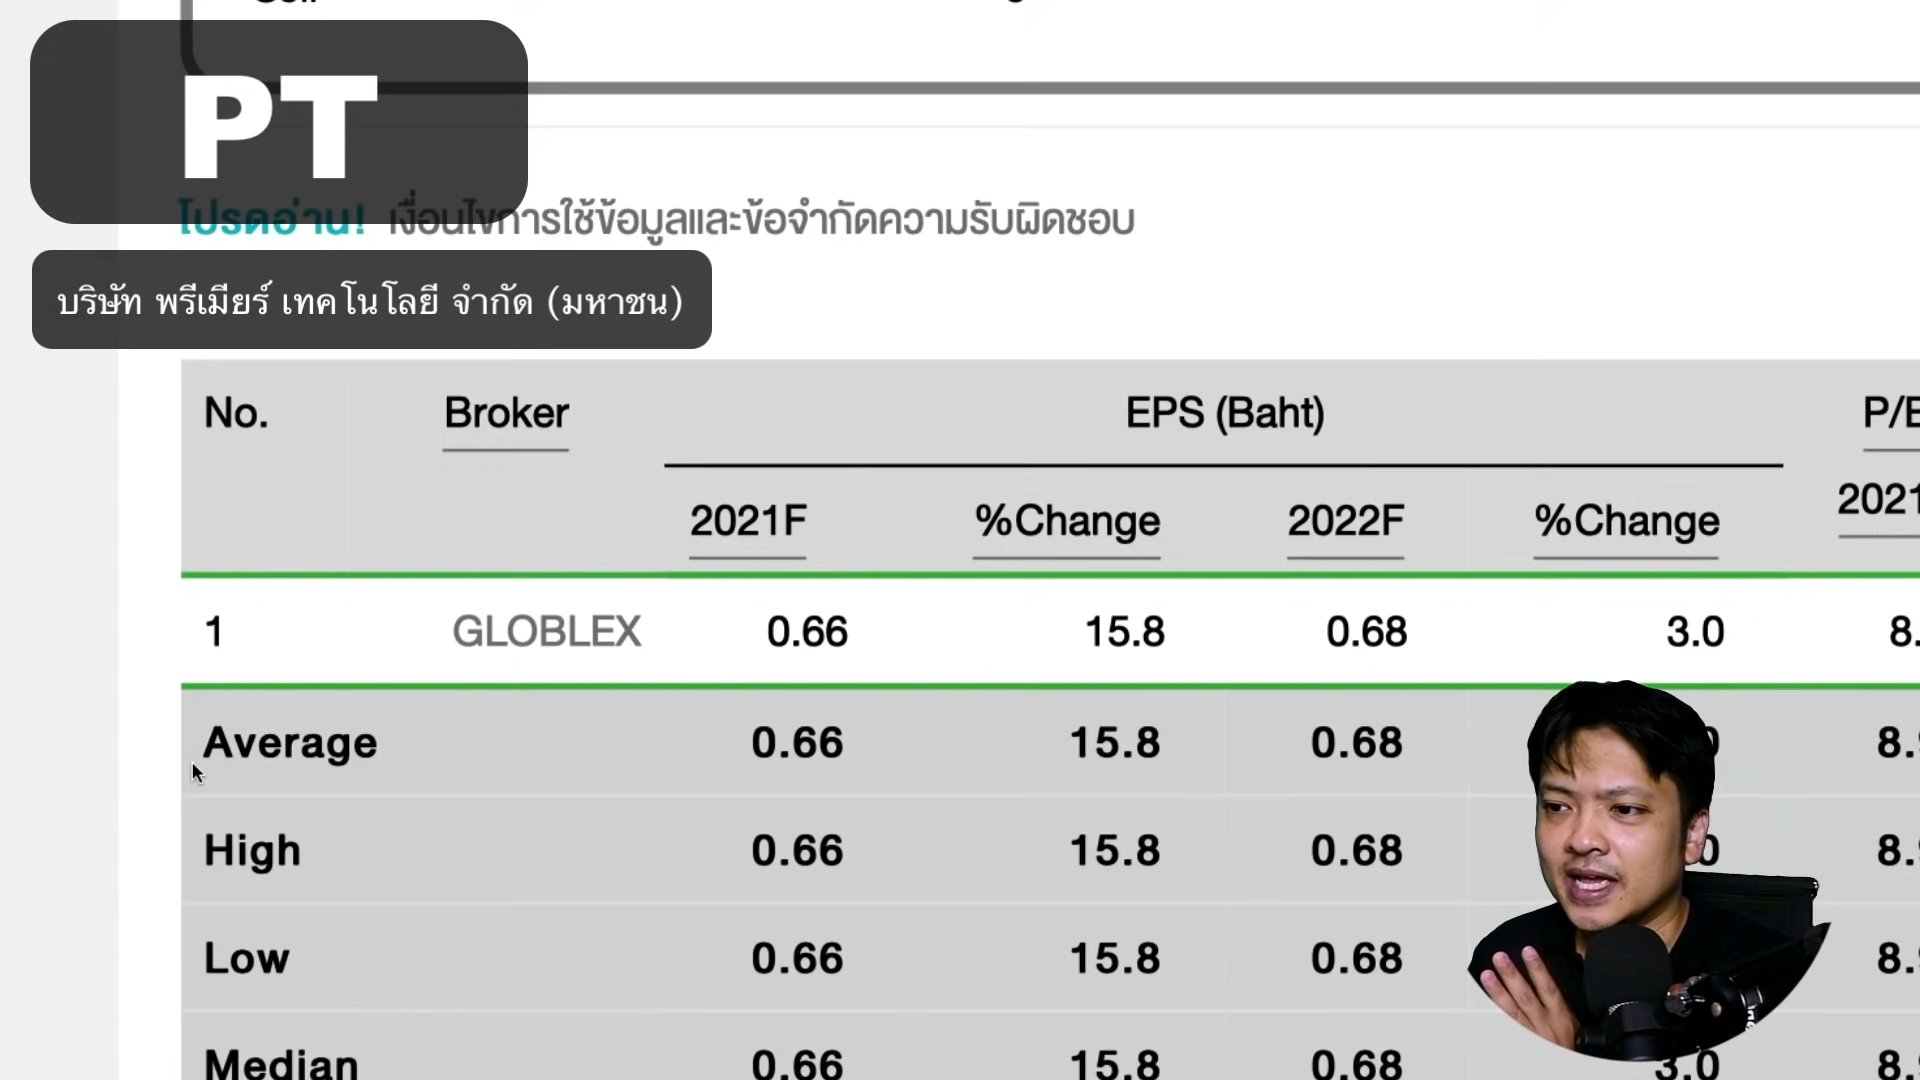 PT
โปรดอ่าน! เงื่อนไขการใช้ข้อมูลและข้อจำกัดความรับผิดชอบ
บริษัท พรีเมียร์ เทคโนโลยี จำกัด (มหาชน)
No. Broker EPS (Baht)
2021F %Change 2022F %Change 2021
1 GLOBLEX 0.66 15.8 0.68 3.0 8.
Average 0.66 15.8 0.68 8.
High 0.66 15.8 0.68 8.
Low 0.66 15.8 0.68 8.
Median 0.66 15.8 0.68 3.0 8.